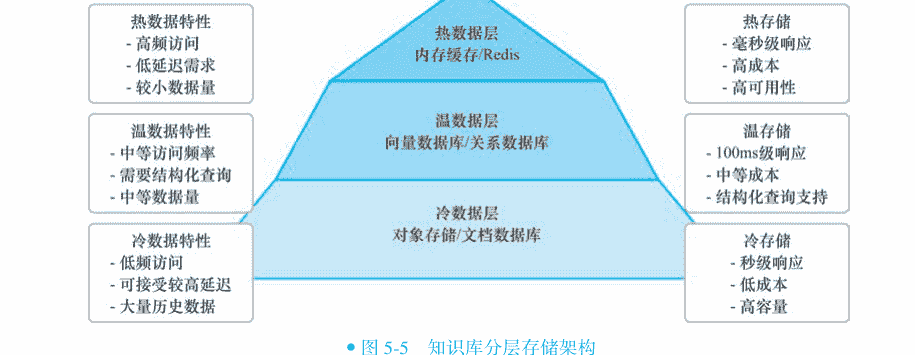 热数据特性
- 高频访问
- 低延迟需求
- 较小数据量
热数据层
内存缓存/Redis
热存储
- 毫秒级响应
- 高成本
- 高可用性
温数据特性
- 中等访问频率
- 需要结构化查询
- 中等数据量
温数据层
向量数据库/关系数据库
温存储
- 100ms级响应
- 中等成本
- 结构化查询支持
冷数据特性
- 低频访问
- 可接受较高延迟
- 大量历史数据
冷数据层
对象存储/文档数据库
冷存储
- 秒级响应
- 低成本
- 高容量
• 图 5-5 知识库分层存储架构